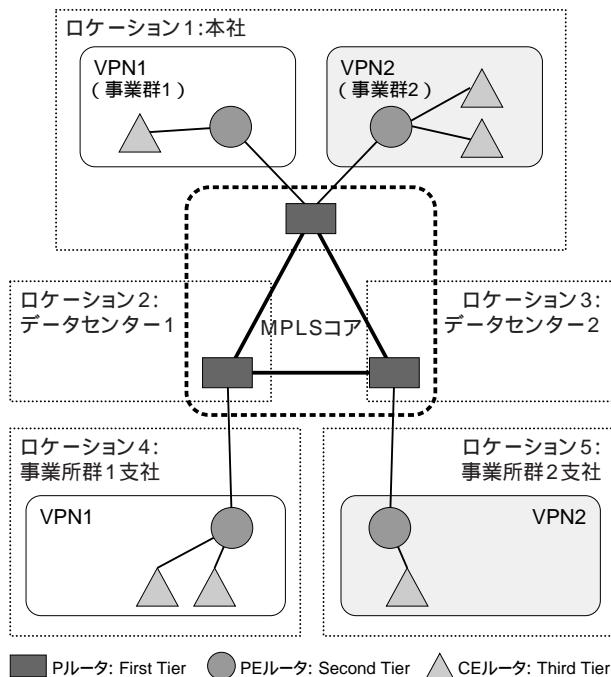 ロケーション1:本社
VPN1
(事業群1)
VPN2
(事業群2)
ロケーション2:
データセンター1
ロケーション3:
データセンター2
MPLSコア
ロケーション4:
事業所群1支社
VPN1
ロケーション5:
事業所群2支社
VPN2
Pルータ: First Tier
PEルータ: Second Tier
CEルータ: Third Tier